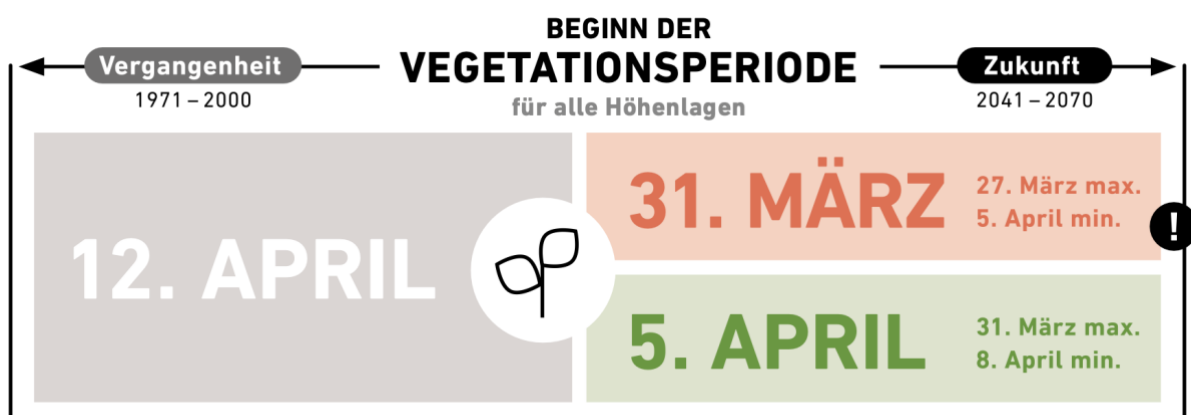 BEGINN DER
VEGETATIONSPERIODE
für alle Höhenlagen
Vergangenheit
1971 – 2000
Zukunft
2041 – 2070
12. APRIL
31. MÄRZ
27. März max.
5. April min.
!
5. APRIL
31. März max.
8. April min.